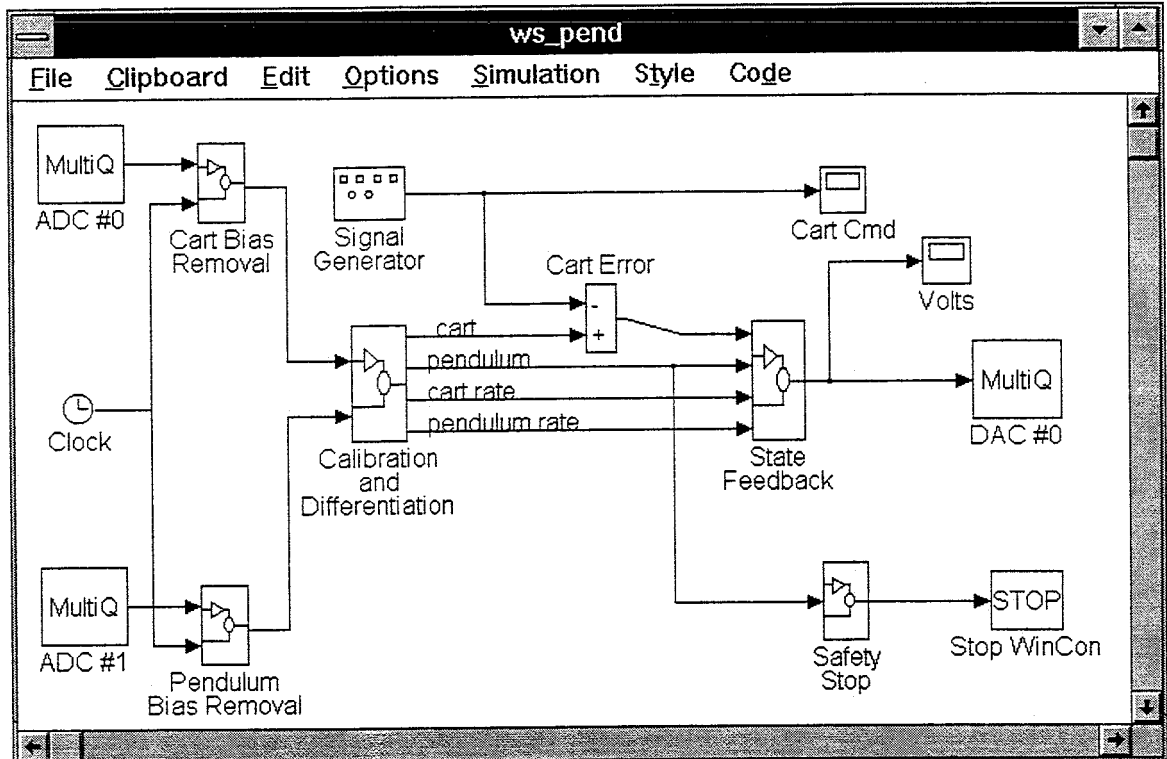 ws_pend
File Clipboard Edit Options Simulation Style Code
MultiQ
ADC #0
Cart Bias
Removal
Signal
Generator
Cart Cmd
Cart Error
-
+
Volts
cart
pendulum
cart rate
pendulum rate
Clock
Calibration
and
Differentiation
State
Feedback
MultiQ
DAC #0
MultiQ
ADC #1
Pendulum
Bias Removal
Safety
Stop
STOP
Stop WinCon